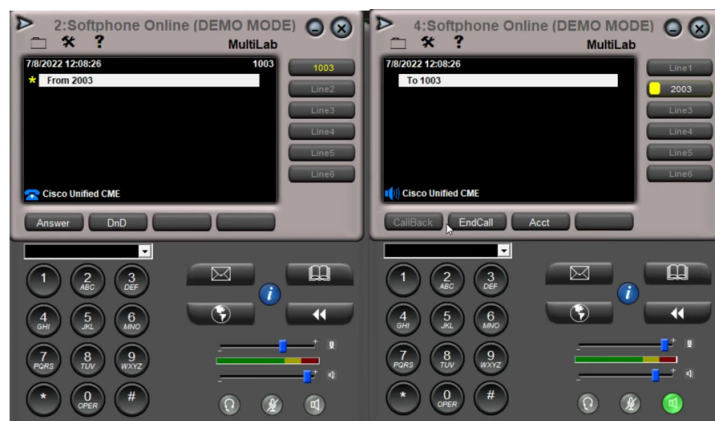 2:Softphone Online (DEMO MODE)
?
MultiLab
7/8/2022 12:08:26 1003
* From 2003
Cisco Unified CME
1003
Line2
Line3
Line4
Line5
Line6
Answer DnD
1 2 ABC 3 DEF
4 GHI 5 JKL 6 MNO
7 PQRS 8 TUV 9 WXYZ
* 0 OPER #
i
- +
- +
4:Softphone Online (DEMO MODE)
?
MultiLab
7/8/2022 12:08:26
To 1003
Cisco Unified CME
Line1
2003
Line3
Line4
Line5
Line6
CallBack EndCall Acct
1 2 ABC 3 DEF
4 GHI 5 JKL 6 MNO
7 PQRS 8 TUV 9 WXYZ
* 0 OPER #
i
- +
- +